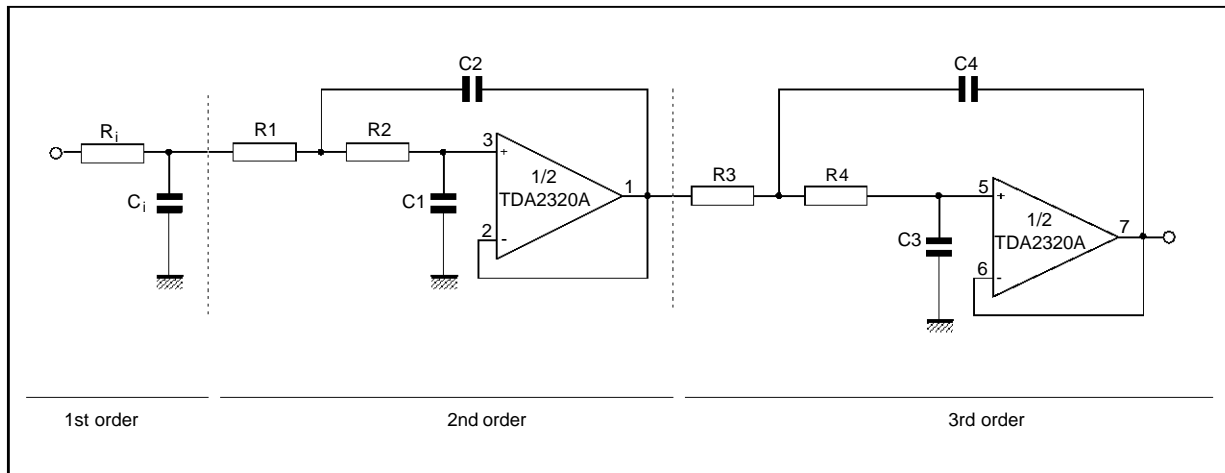 C2
C4
Ri
R1
R2
3
+
1/2
TDA2320A
1
2
-
Ci
C1
R3
R4
5
+
1/2
TDA2320A
7
6
-
C3
1st order
2nd order
3rd order